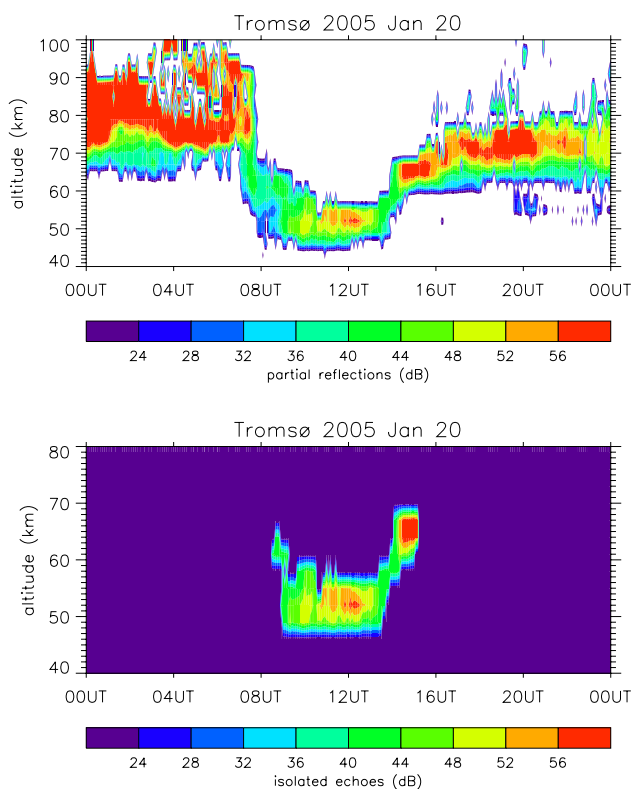 Tromsø 2005 Jan 20
100
90
80
70
60
50
40
altitude (km)
00UT 04UT 08UT 12UT 16UT 20UT 00UT
24 28 32 36 40 44 48 52 56
partial reflections (dB)
Tromsø 2005 Jan 20
80
70
60
50
40
altitude (km)
00UT 04UT 08UT 12UT 16UT 20UT 00UT
24 28 32 36 40 44 48 52 56
isolated echoes (dB)